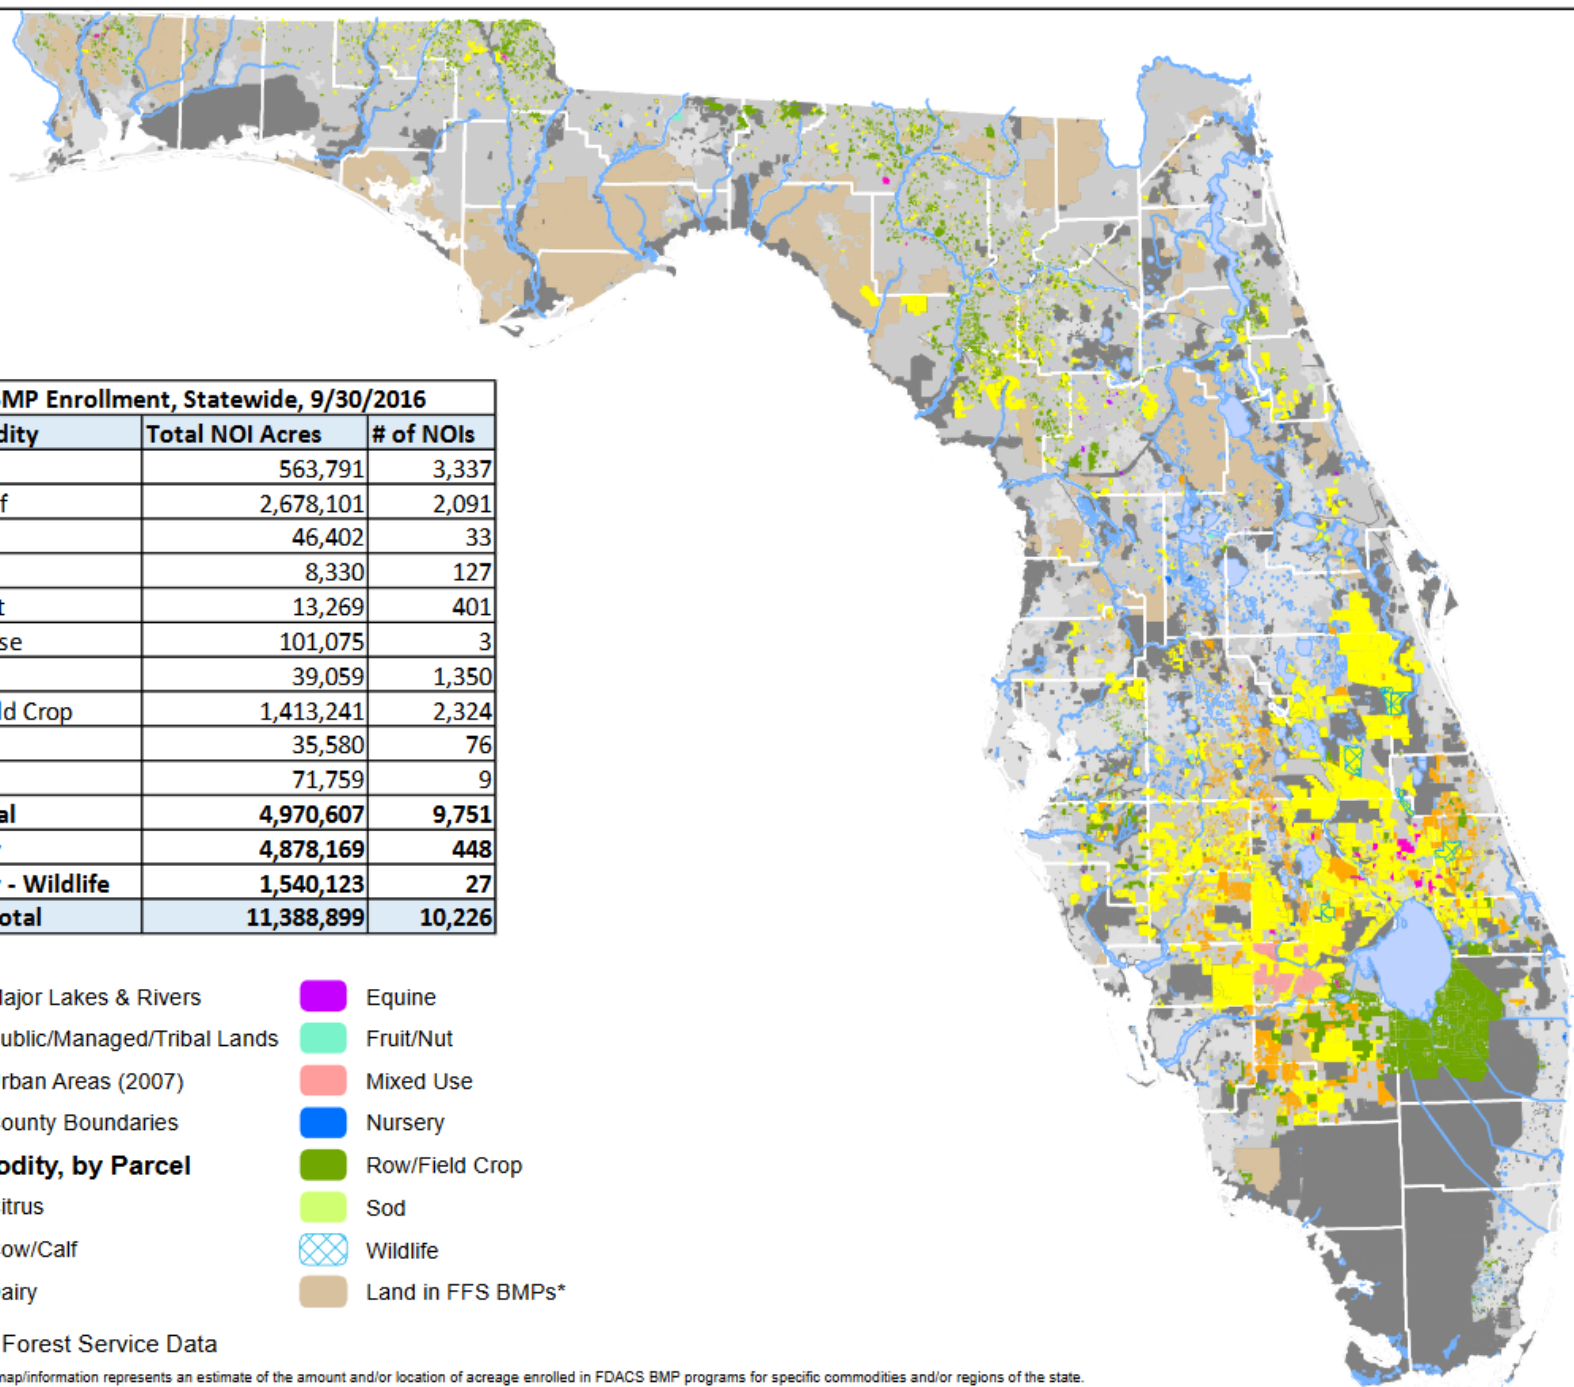 MP Enrollment, Statewide, 9/30/2016
dity Total NOI Acres # of NOIs
563,791 3,337
f 2,678,101 2,091
46,402 33
8,330 127
t 13,269 401
se 101,075 3
39,059 1,350
ld Crop 1,413,241 2,324
35,580 76
71,759 9
al 4,970,607 9,751
4,878,169 448
- Wildlife 1,540,123 27
otal 11,388,899 10,226
ajor Lakes & Rivers Equine
ublic/Managed/Tribal Lands Fruit/Nut
rban Areas (2007) Mixed Use
ounty Boundaries Nursery
odity, by Parcel Row/Field Crop
itrus Sod
ow/Calf Wildlife
airy Land in FFS BMPs*
Forest Service Data
map/information represents an estimate of the amount and/or location of acreage enrolled in FDACS BMP programs for specific commodities and/or regions of the state.